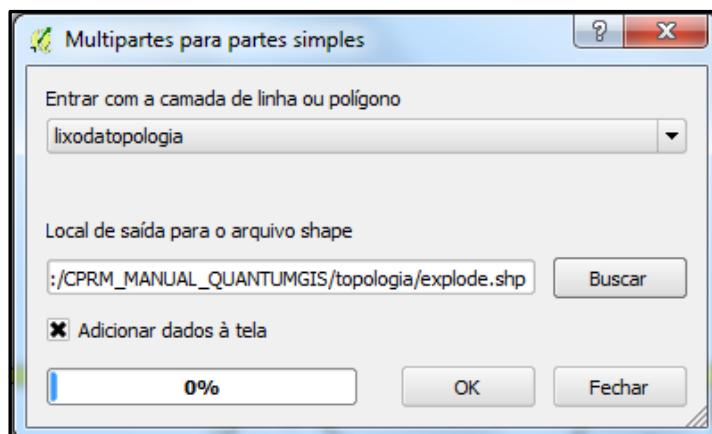 Multipartes para partes simples
Entrar com a camada de linha ou polígono
lixodatopologia
Local de saída para o arquivo shape
:/CPRM_MANUAL_QUANTUMGIS/topologia/explode.shp Buscar
Adicionar dados à tela
0% OK Fechar